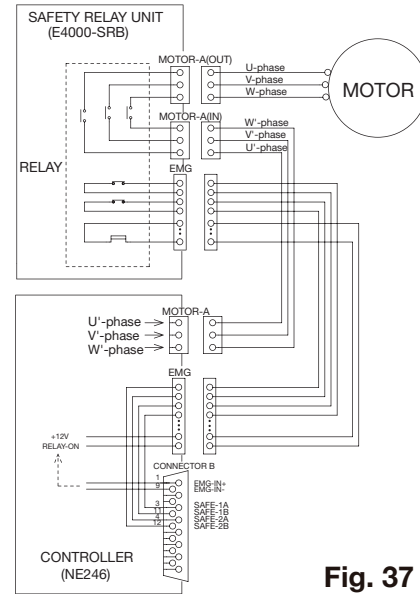 SAFETY RELAY UNIT
(E4000-SRB)
MOTOR-A(OUT)
U-phase
V-phase
W-phase
MOTOR
MOTOR-A(IN)
W'-phase
V'-phase
U'-phase
RELAY
EMG
MOTOR-A
U'-phase
V'-phase
W'-phase
EMG
+12V
RELAY-ON
CONNECTOR B
1
9
EMG-IN+
EMG-IN-
3
11
4
12
SAFE-1A
SAFE-1B
SAFE-2A
SAFE-2B
CONTROLLER
(NE246)
Fig. 37